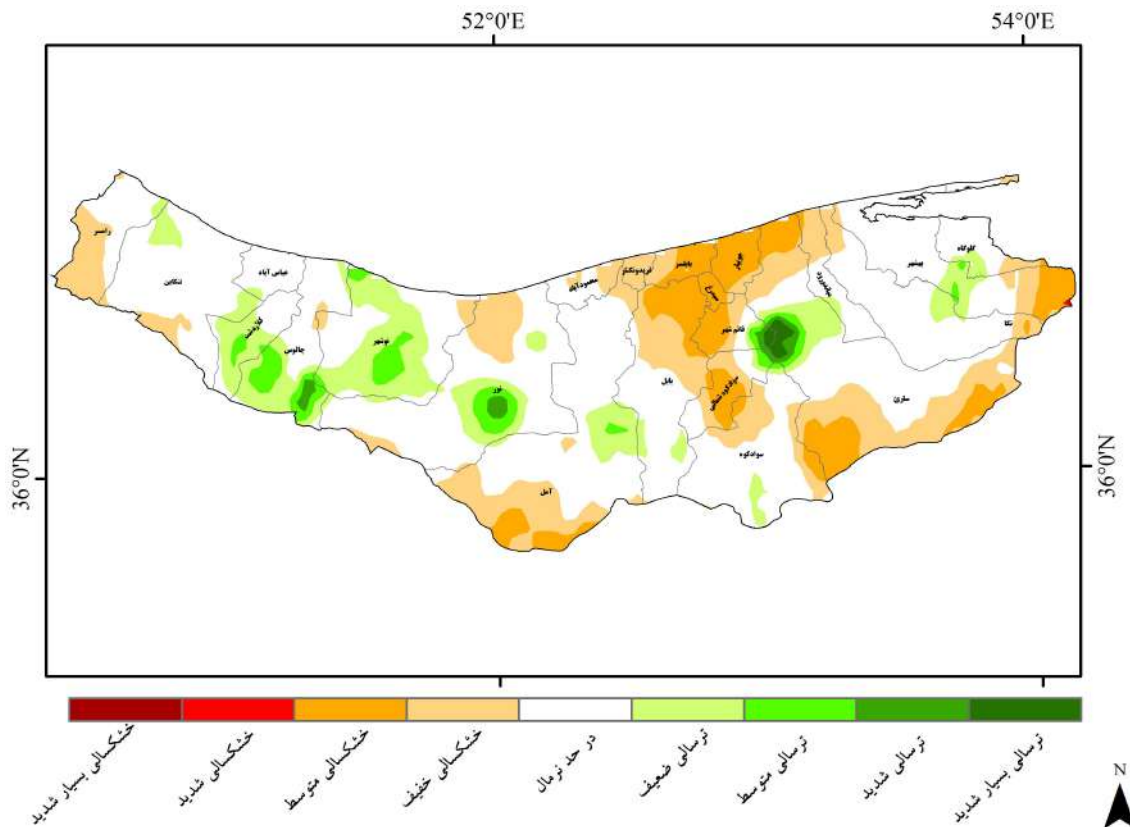 52°0'E
54°0'E
رامسر
تنکابن
عباس آباد
کلاردشت
چالوس
نوشهر
نور
محمودآباد
فریدونکنار
بابلسر
جویبار
سیمرغ
قائم شهر
میاندورود
بهشهر
گلوگاه
نکا
ساری
بابل
سوادکوه شمالی
سوادکوه
آمل
36°0'N
36°0'N
خشکسالی بسیار شدید
خشکسالی شدید
خشکسالی متوسط
خشکسالی خفیف
در حد نرمال
ترسالی ضعیف
ترسالی متوسط
ترسالی شدید
ترسالی بسیار شدید
N